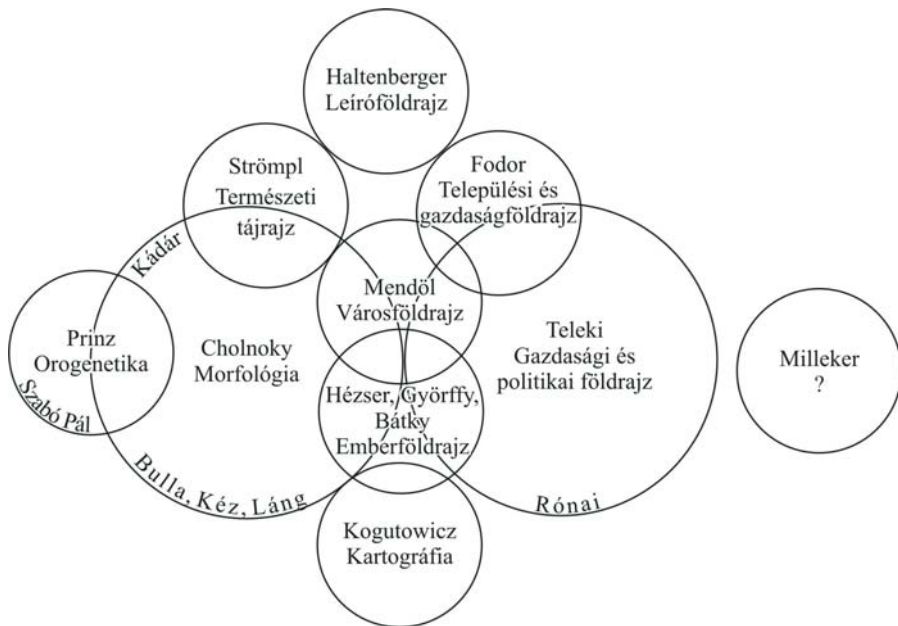 Haltenberger
Leíróföldrajz
Strömpl
Természeti
tájrajz
Fodor
Települési és
gazdaságföldrajz
Kádár
Mendöl
Városföldrajz
Prinz
Orogenetika
Szabó Pál
Cholnoky
Morfológia
Teleki
Gazdasági és
politikai földrajz
Milleker
?
Hézser, Györffy,
Bátky
Emberföldrajz
Bulla, Kéz, Láng
Rónai
Kogutowicz
Kartográfia